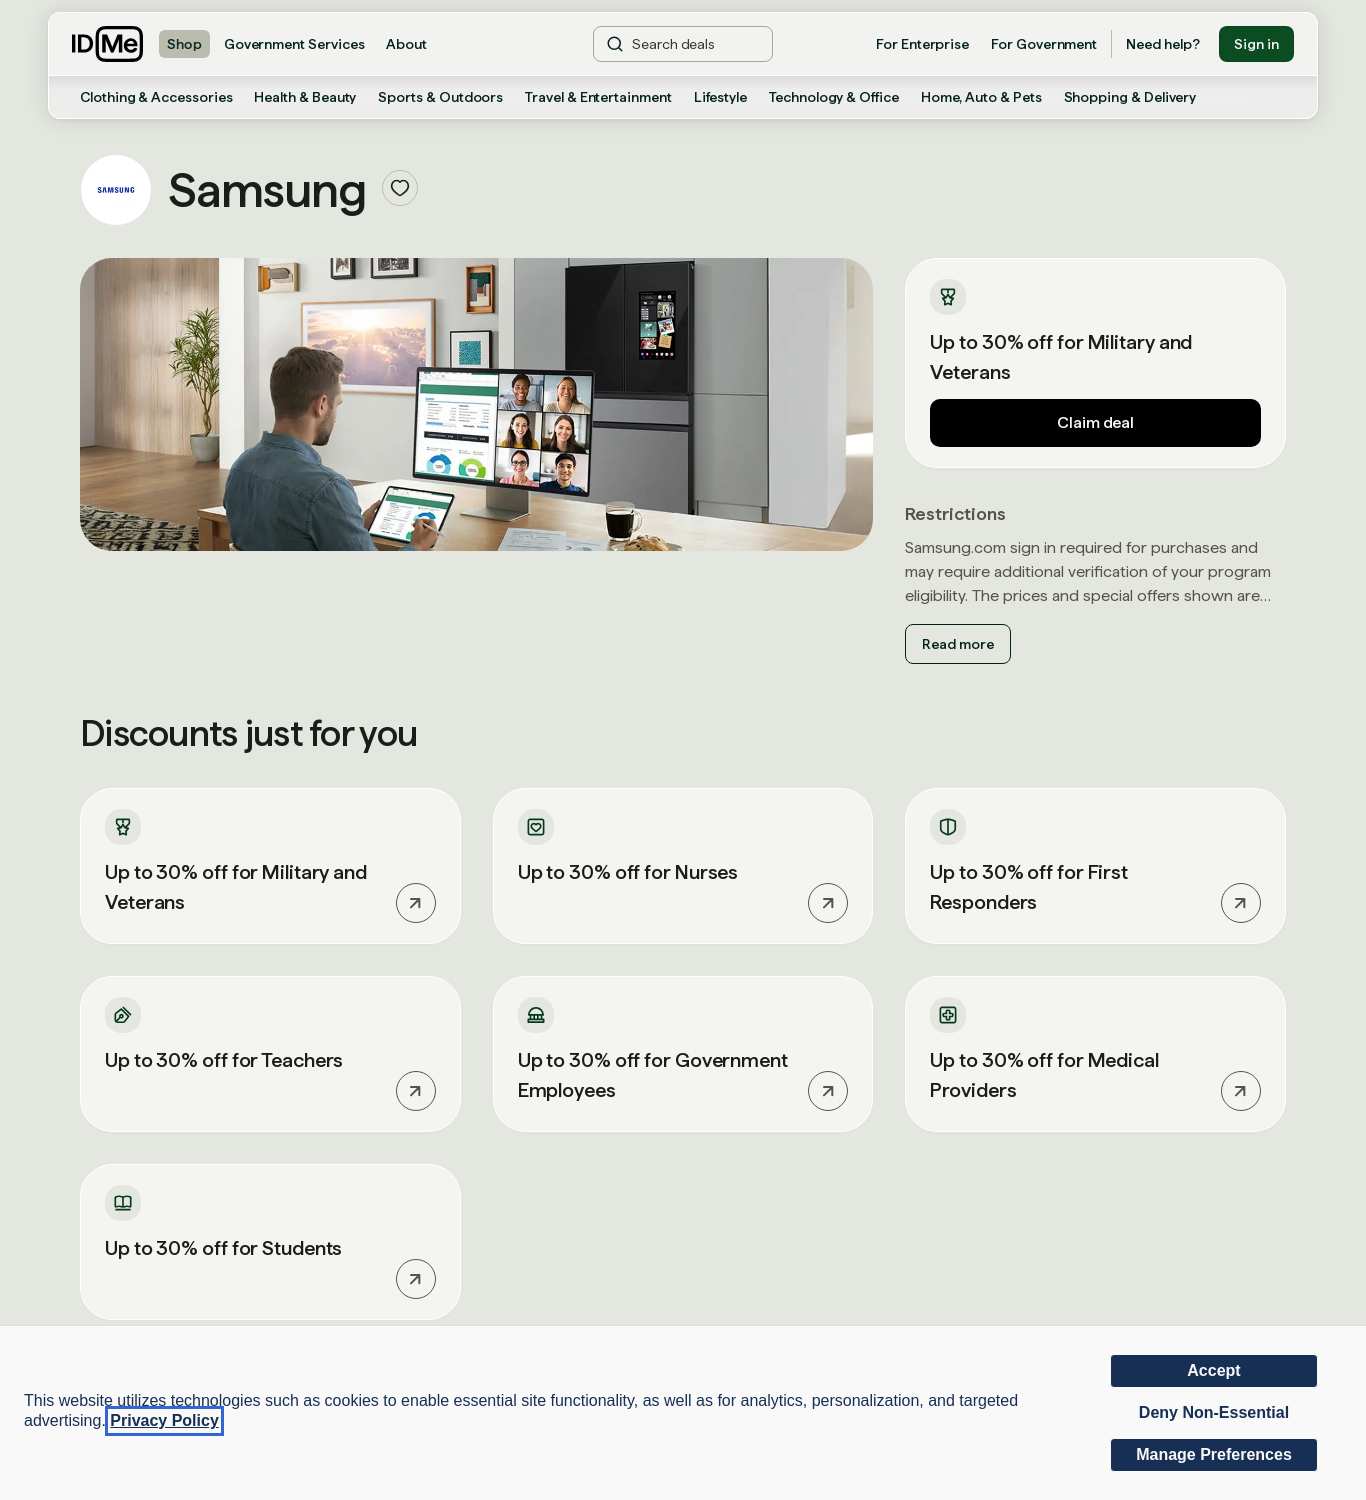 ID Me
Shop
Government Services
About
Search deals
For Enterprise
For Government
Need help?
Sign in
Clothing & Accessories
Health & Beauty
Sports & Outdoors
Travel & Entertainment
Lifestyle
Technology & Office
Home, Auto & Pets
Shopping & Delivery
SAMSUNG
Samsung
Up to 30% off for Military and
Veterans
Claim deal
Restrictions
Samsung.com sign in required for purchases and
may require additional verification of your program
eligibility. The prices and special offers shown are...
Read more
Discounts just for you
Up to 30% off for Military and
Veterans
Up to 30% off for Nurses
Up to 30% off for First
Responders
Up to 30% off for Teachers
Up to 30% off for Government
Employees
Up to 30% off for Medical
Providers
Up to 30% off for Students
This website utilizes technologies such as cookies to enable essential site functionality, as well as for analytics, personalization, and targeted
advertising. Privacy Policy
Accept
Deny Non-Essential
Manage Preferences